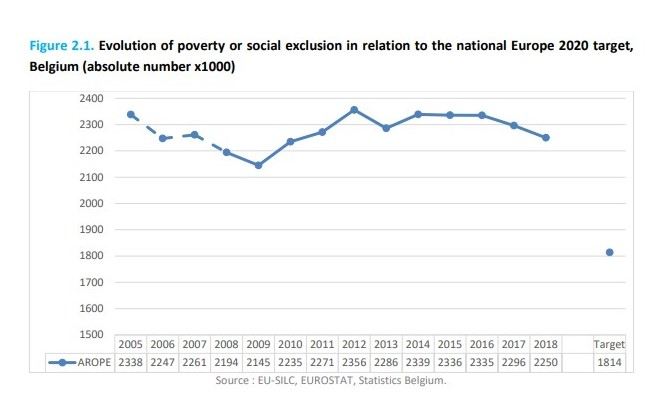 Figure 2.1. Evolution of poverty or social exclusion in relation to the national Europe 2020 target,
Belgium (absolute number x1000)
2400
2300
2200
2100
2000
1900
1800
1700
1600
1500
2005 2006 2007 2008 2009 2010 2011 2012 2013 2014 2015 2016 2017 2018 Target
AROPE 2338 2247 2261 2194 2145 2235 2271 2356 2286 2339 2336 2335 2296 2250 1814
Source : EU-SILC, EUROSTAT, Statistics Belgium.